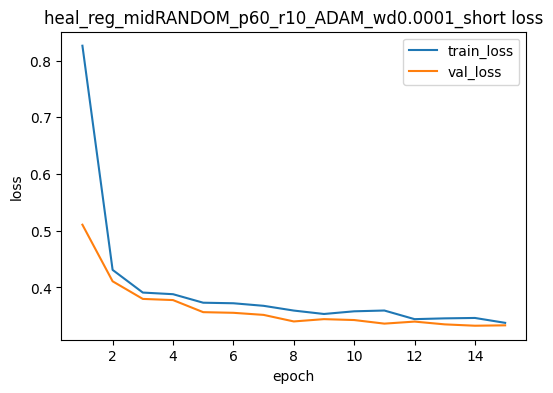 heal_reg_midRANDOM_p60_r10_ADAM_wd0.0001_short loss
train_loss
val_loss
0.8
0.7
0.6
0.5
0.4
loss
2 4 6 8 10 12 14
epoch